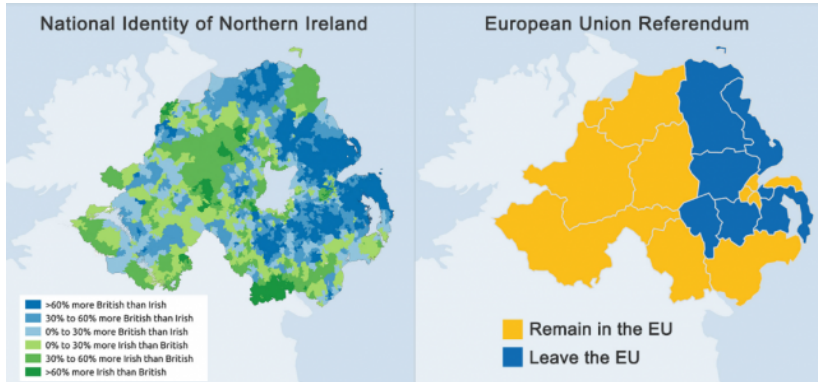 National Identity of Northern Ireland
>60% more British than Irish
30% to 60% more British than Irish
0% to 30% more British than Irish
0% to 30% more Irish than British
30% to 60% more Irish than British
>60% more Irish than British
European Union Referendum
Remain in the EU
Leave the EU